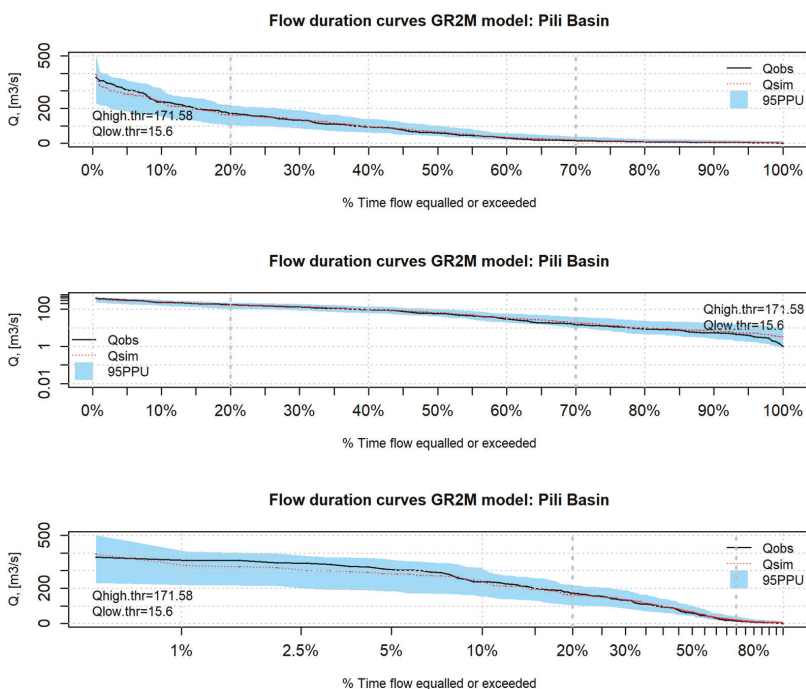 Flow duration curves GR2M model: Pili Basin
500
200
0
Q, [m3/s]
Qobs
Qsim
95PPU
Qhigh.thr=171.58
Qlow.thr=15.6
0% 10% 20% 30% 40% 50% 60% 70% 80% 90% 100%
% Time flow equalled or exceeded
Flow duration curves GR2M model: Pili Basin
100
1
0.01
Q, [m3/s]
Qhigh.thr=171.58
Qlow.thr=15.6
Qobs
Qsim
95PPU
0% 10% 20% 30% 40% 50% 60% 70% 80% 90% 100%
% Time flow equalled or exceeded
Flow duration curves GR2M model: Pili Basin
500
200
0
Q, [m3/s]
Qobs
Qsim
95PPU
Qhigh.thr=171.58
Qlow.thr=15.6
1% 2.5% 5% 10% 20% 30% 50% 80%
% Time flow equalled or exceeded